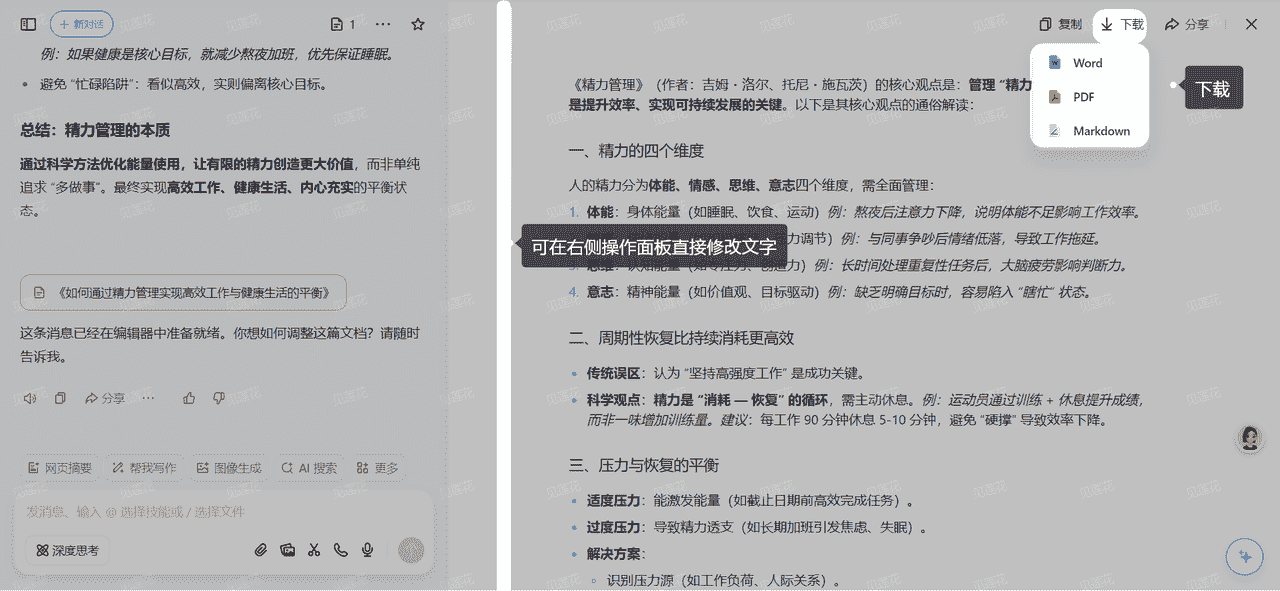 新对话
1
例：如果健康是核心目标，就减少熬夜加班，优先保证睡眠。
避免 “忙碌陷阱”：看似高效，实则偏离核心目标。
总结：精力管理的本质
通过科学方法优化能量使用，让有限的精力创造更大价值，而非单纯
追求 “多做事”。最终实现高效工作、健康生活、内心充实的平衡状
态。
《如何通过精力管理实现高效工作与健康生活的平衡》
这条消息已经在编辑器中准备就绪。你想如何调整这篇文档？请随时
告诉我。
分享
网页摘要 帮我写作 图像生成 AI 搜索 更多
发消息、输入 @ 选择技能或 / 选择文件
深度思考
复制 下载 分享
Word
PDF
Markdown
下载
《精力管理》（作者：吉姆・洛尔、托尼・施瓦茨）的核心观点是：管理 “精力
是提升效率、实现可持续发展的关键。以下是其核心观点的通俗解读：
一、精力的四个维度
人的精力分为体能、情感、思维、意志四个维度，需全面管理：
1. 体能：身体能量（如睡眠、饮食、运动）例：熬夜后注意力下降，说明体能不足影响工作效率。
力调节）例：与同事争吵后情绪低落，导致工作拖延。
可在右侧操作面板直接修改文字
例：长时间处理重复性任务后，大脑疲劳影响判断力。
4. 意志：精神能量（如价值观、目标驱动）例：缺乏明确目标时，容易陷入 “瞎忙” 状态。
二、周期性恢复比持续消耗更高效
传统误区：认为 “坚持高强度工作” 是成功关键。
科学观点：精力是 “消耗 — 恢复” 的循环，需主动休息。例：运动员通过训练 + 休息提升成绩，
而非一味增加训练量。建议：每工作 90 分钟休息 5-10 分钟，避免 “硬撑” 导致效率下降。
三、压力与恢复的平衡
适度压力：能激发能量（如截止日期前高效完成任务）。
过度压力：导致精力透支（如长期加班引发焦虑、失眠）。
解决方案：
识别压力源（如工作负荷、人际关系）。
见莲花